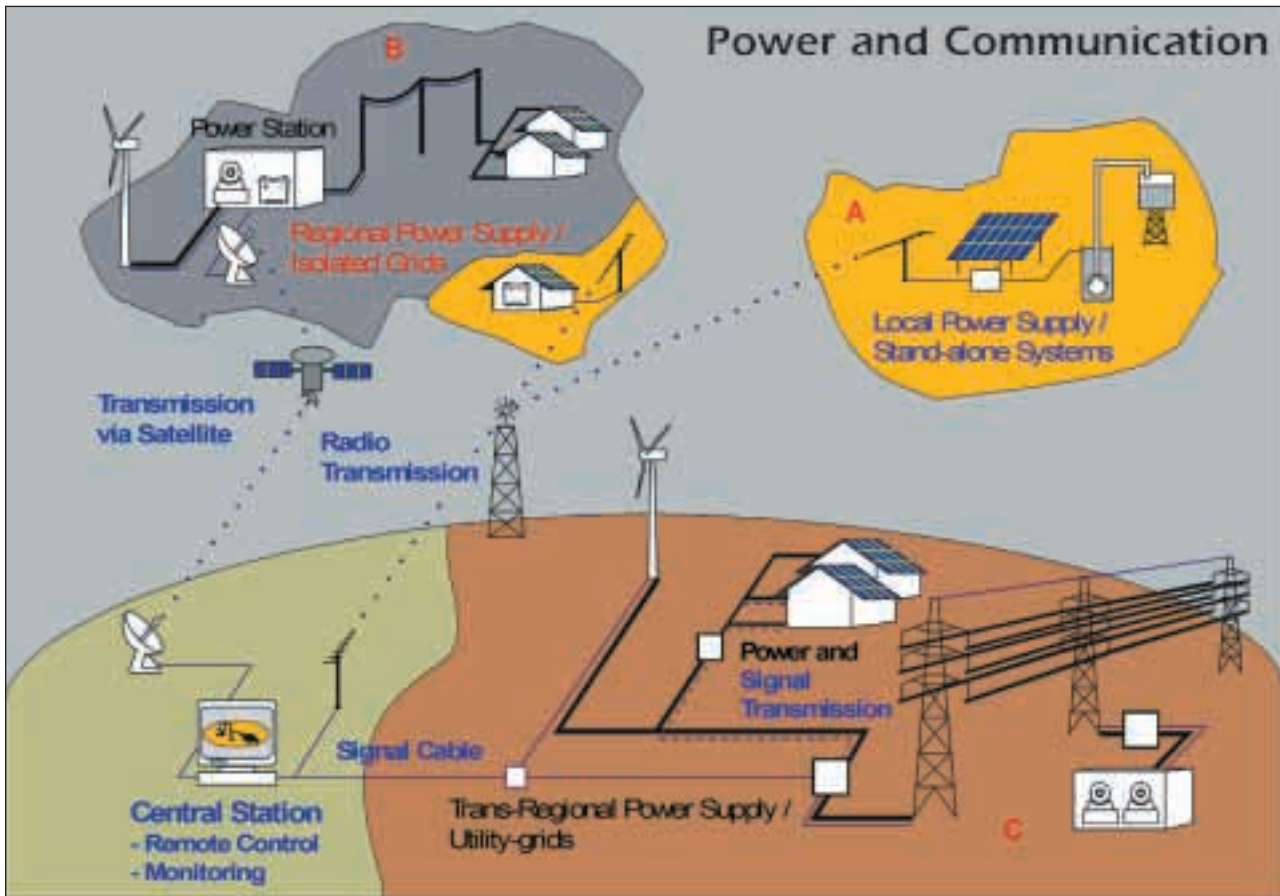 Power and Communication
B
Power Station
Regional Power Supply /
Isolated Grids
A
Local Power Supply /
Stand-alone Systems
Transmission
via Satellite
Radio
Transmission
Power and
Signal
Transmission
Signal Cable
Central Station
- Remote Control
- Monitoring
Trans-Regional Power Supply /
Utility-grids
C